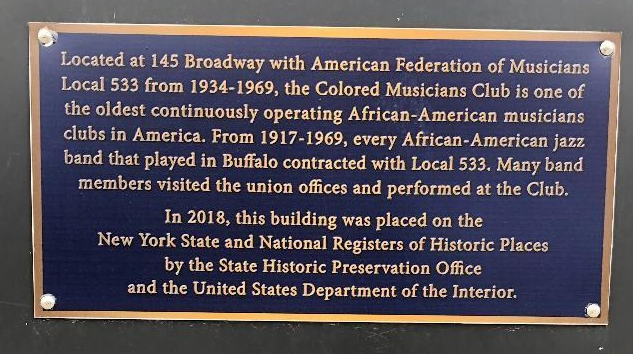 Located at 145 Broadway with American Federation of Musicians
Local 533 from 1934-1969, the Colored Musicians Club is one of
the oldest continuously operating African-American musicians
clubs in America. From 1917-1969, every African-American jazz
band that played in Buffalo contracted with Local 533. Many band
members visited the union offices and performed at the Club.
In 2018, this building was placed on the
New York State and National Registers of Historic Places
by the State Historic Preservation Office
and the United States Department of the Interior.